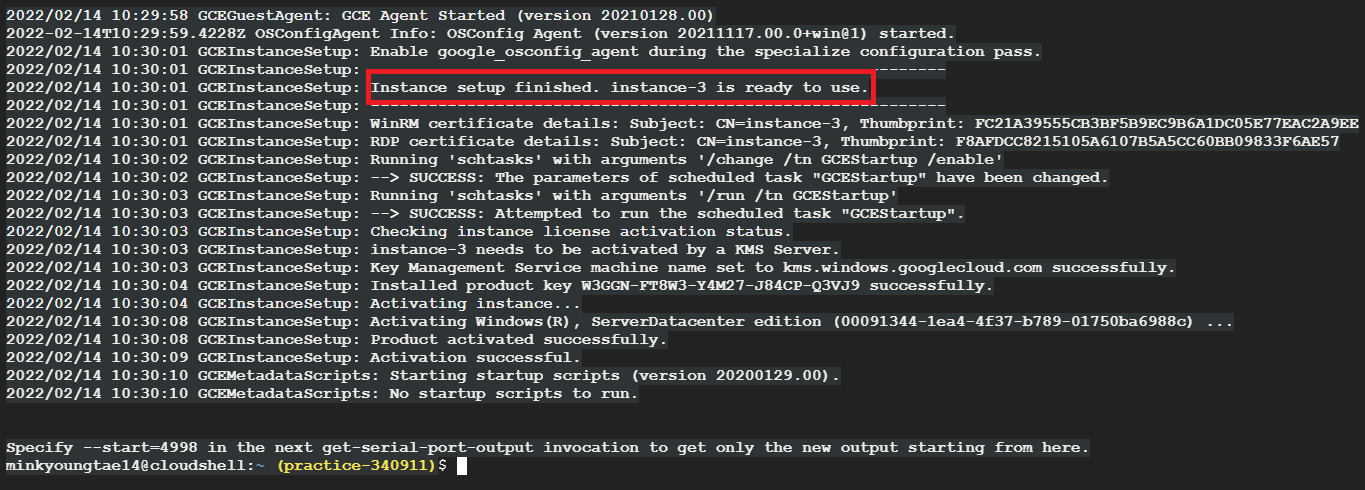 2022/02/14 10:29:58 GCEGuestAgent: GCE Agent Started (version 20210128.00)
2022-02-14T10:29:59.4228Z OSConfigAgent Info: OSConfig Agent (version 20211117.00.0+win@1) started.
2022/02/14 10:30:01 GCEInstanceSetup: Enable google_osconfig_agent during the specialize configuration pass.
2022/02/14 10:30:01 GCEInstanceSetup: ------------------------------------------------------------
2022/02/14 10:30:01 GCEInstanceSetup: Instance setup finished. instance-3 is ready to use.
2022/02/14 10:30:01 GCEInstanceSetup: ------------------------------------------------------------
2022/02/14 10:30:01 GCEInstanceSetup: WinRM certificate details: Subject: CN=instance-3, Thumbprint: FC21A39555CB3BF5B9EC9B6A1DC05E77EAC2A9EE
2022/02/14 10:30:01 GCEInstanceSetup: RDP certificate details: Subject: CN=instance-3, Thumbprint: F8AFDCC8215105A6107B5A5CC60BB09833F6AE57
2022/02/14 10:30:02 GCEInstanceSetup: Running 'schtasks' with arguments '/change /tn GCEStartup /enable'
2022/02/14 10:30:02 GCEInstanceSetup: --> SUCCESS: The parameters of scheduled task "GCEStartup" have been changed.
2022/02/14 10:30:03 GCEInstanceSetup: Running 'schtasks' with arguments '/run /tn GCEStartup'
2022/02/14 10:30:03 GCEInstanceSetup: --> SUCCESS: Attempted to run the scheduled task "GCEStartup".
2022/02/14 10:30:03 GCEInstanceSetup: Checking instance license activation status.
2022/02/14 10:30:03 GCEInstanceSetup: instance-3 needs to be activated by a KMS Server.
2022/02/14 10:30:03 GCEInstanceSetup: Key Management Service machine name set to kms.windows.googlecloud.com successfully.
2022/02/14 10:30:04 GCEInstanceSetup: Installed product key W3GGN-FT8W3-Y4M27-J84CP-Q3VJ9 successfully.
2022/02/14 10:30:04 GCEInstanceSetup: Activating instance...
2022/02/14 10:30:08 GCEInstanceSetup: Activating Windows(R), ServerDatacenter edition (00091344-1ea4-4f37-b789-01750ba6988c) ...
2022/02/14 10:30:08 GCEInstanceSetup: Product activated successfully.
2022/02/14 10:30:09 GCEInstanceSetup: Activation successful.
2022/02/14 10:30:10 GCEMetadataScripts: Starting startup scripts (version 20200129.00).
2022/02/14 10:30:10 GCEMetadataScripts: No startup scripts to run.
Specify --start=4998 in the next get-serial-port-output invocation to get only the new output starting from here.
minkyoungtae14@cloudshell:~ (practice-340911)$